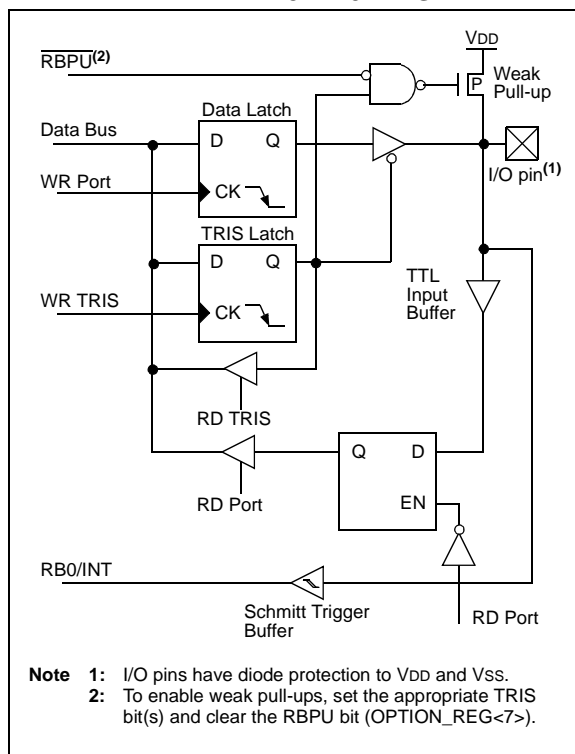 VDD
RBPU(2)
P
Weak
Pull-up
Data Latch
Data Bus
D
Q
I/O pin(1)
WR Port
CK
TRIS Latch
D
Q
TTL
Input
Buffer
WR TRIS
CK
RD TRIS
Q
D
RD Port
EN
RB0/INT
Schmitt Trigger
Buffer
RD Port
Note 1: I/O pins have diode protection to VDD and VSS.
2: To enable weak pull-ups, set the appropriate TRIS
bit(s) and clear the RBPU bit (OPTION_REG<7>).